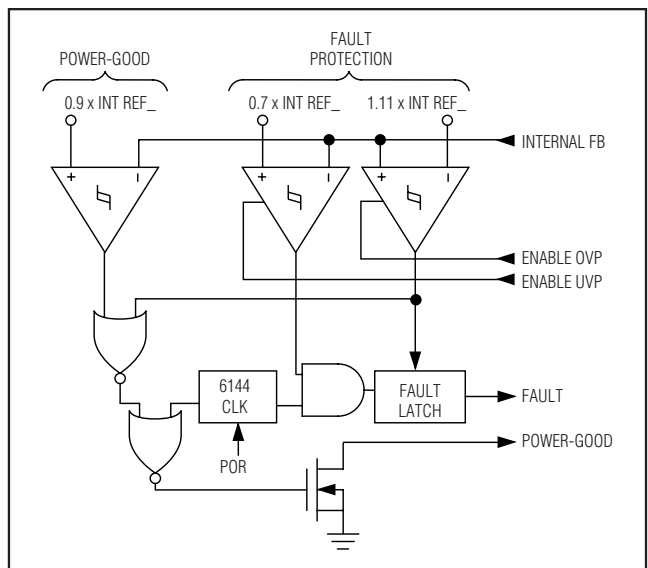 POWER-GOOD
FAULT
PROTECTION
0.9 x INT REF_
0.7 x INT REF_
1.11 x INT REF_
INTERNAL FB
+
-
+
-
+
-
ENABLE OVP
ENABLE UVP
6144
CLK
FAULT
LATCH
FAULT
POWER-GOOD
POR